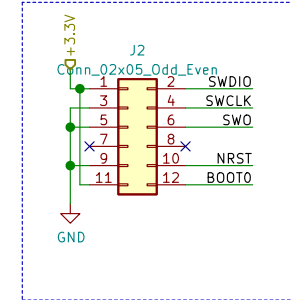 +3.3V
J2
Conn_02x05_Odd_Even
1 2 SWDIO
3 4 SWCLK
5 6 SWO
7 8
9 10 NRST
11 12 BOOT0
GND